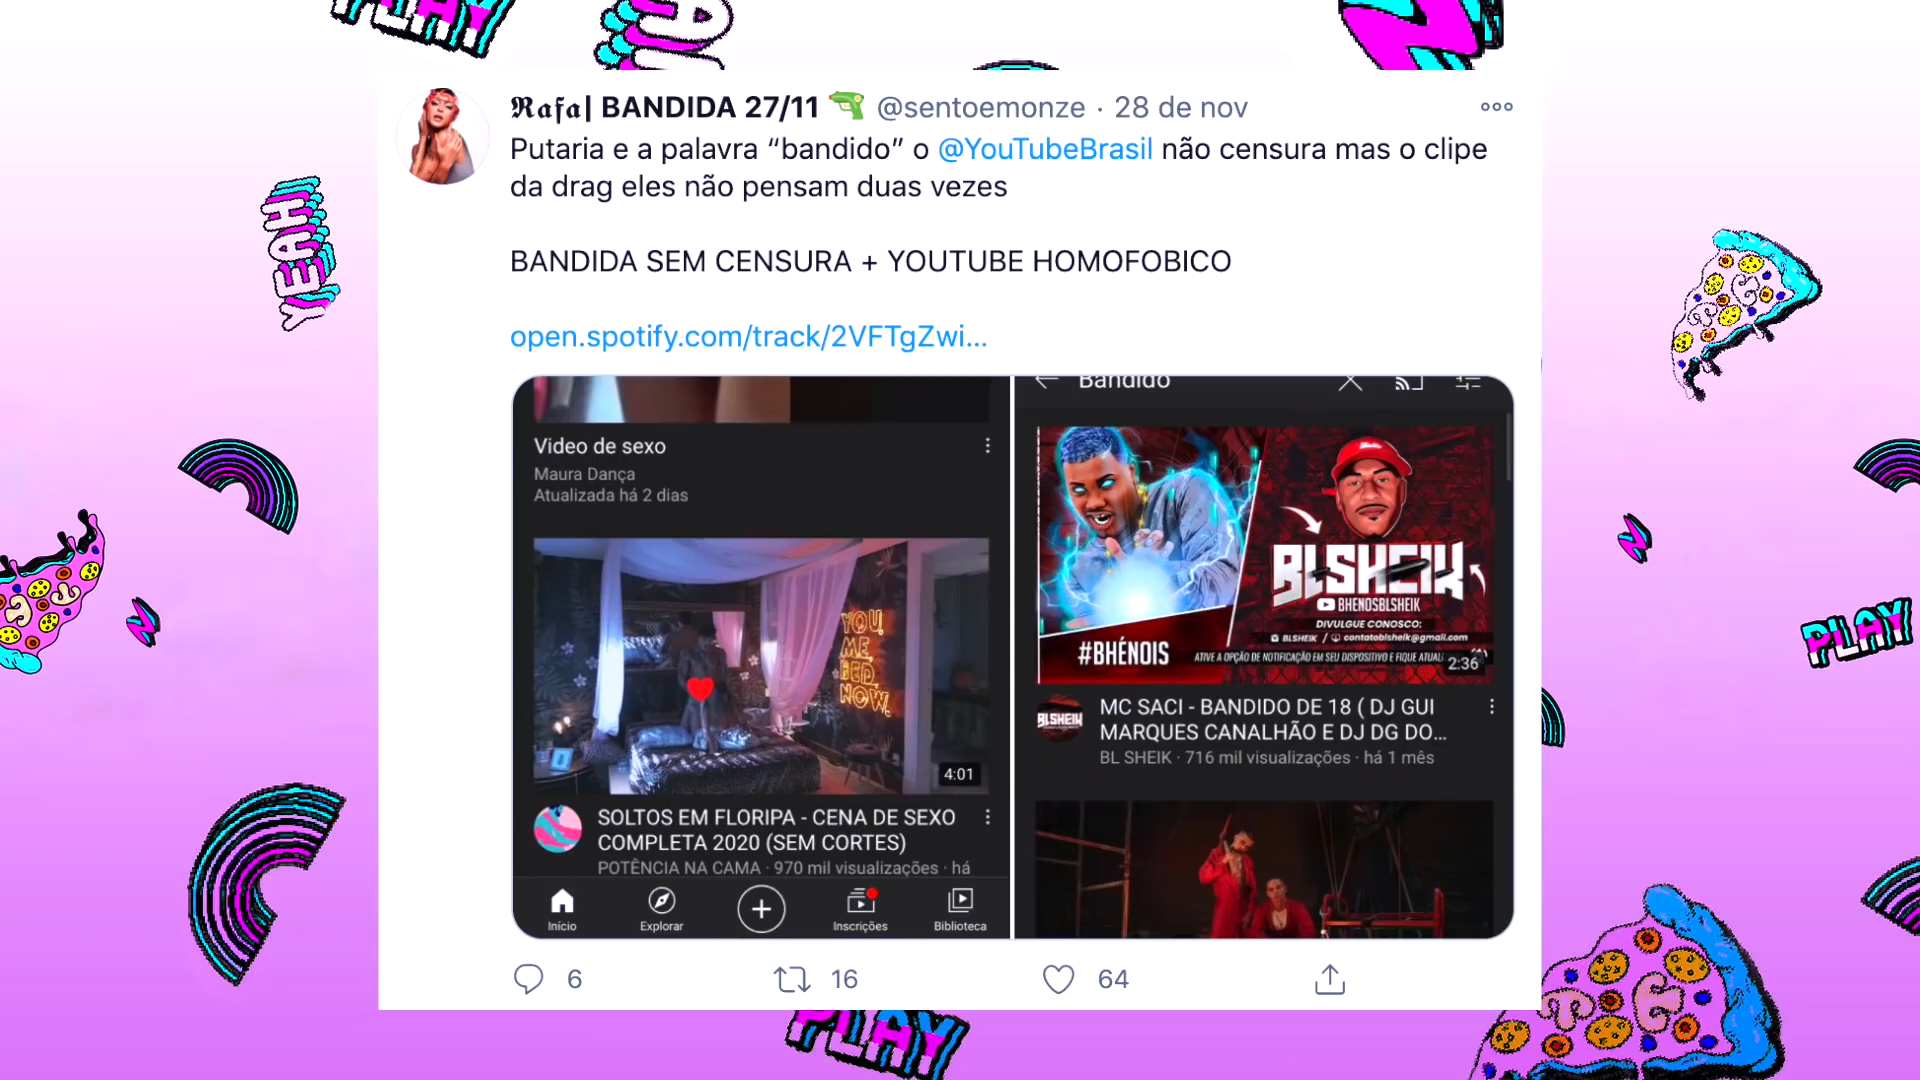 PLAY
YEAH!
Rafa| BANDIDA 27/11 @sentoemonze · 28 de nov
Putaria e a palavra “bandido” o @YouTubeBrasil não censura mas o clipe
da drag eles não pensam duas vezes
BANDIDA SEM CENSURA + YOUTUBE HOMOFOBICO
open.spotify.com/track/2VFTgZwi...
Video de sexo
Maura Dança
Atualizada há 2 dias
YOU,
ME,
BED,
NOW.
4:01
SOLTOS EM FLORIPA - CENA DE SEXO
COMPLETA 2020 (SEM CORTES)
POTÊNCIA NA CAMA · 970 mil visualizações · há
Início
Explorar
Inscrições
Biblioteca
Bandido
BLSHEIK
BHENOSBLSHEIK
DIVULGUE CONOSCO:
BLSHEIK / contatoblsheik@gmail.com
#BHÉNOIS
ATIVE A OPÇÃO DE NOTIFICAÇÃO EM SEU DISPOSITIVO E FIQUE ATUAL
2:36
BLSHEIK
MC SACI - BANDIDO DE 18 ( DJ GUI
MARQUES CANALHÃO E DJ DG DO...
BL SHEIK · 716 mil visualizações · há 1 mês
6
16
64
PLAY
PLAY